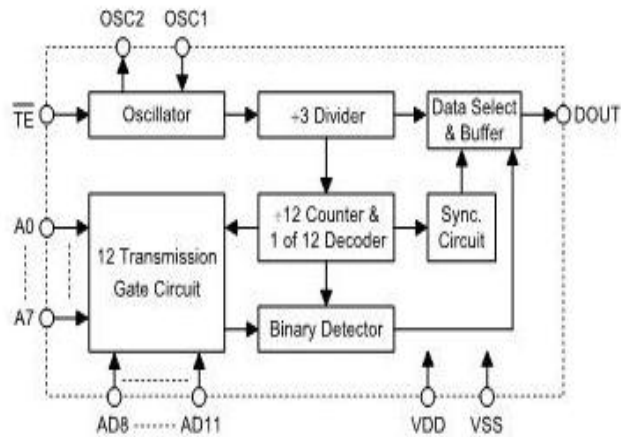 OSC2 OSC1
TE
Oscillator
÷3 Divider
Data Select
& Buffer
DOUT
A0
12 Transmission
Gate Circuit
÷12 Counter &
1 of 12 Decoder
Sync.
Circuit
A7
Binary Detector
AD8 AD11
VDD VSS